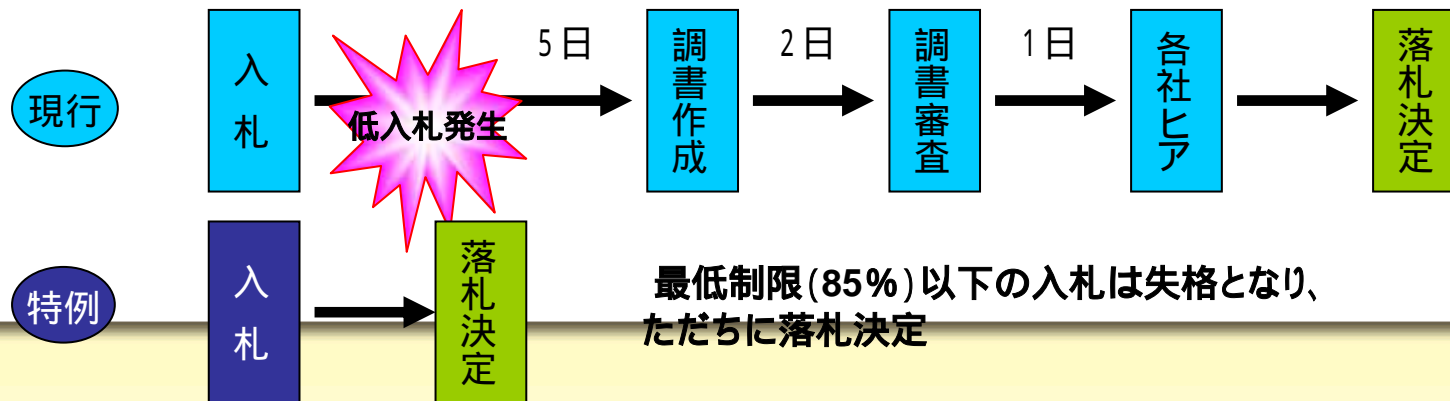 現行
入札
低入札発生
5日
調書作成
2日
調書審査
1日
各社ヒア
落札決定
特例
入札
落札決定
最低制限(85%)以下の入札は失格となり、
ただちに落札決定